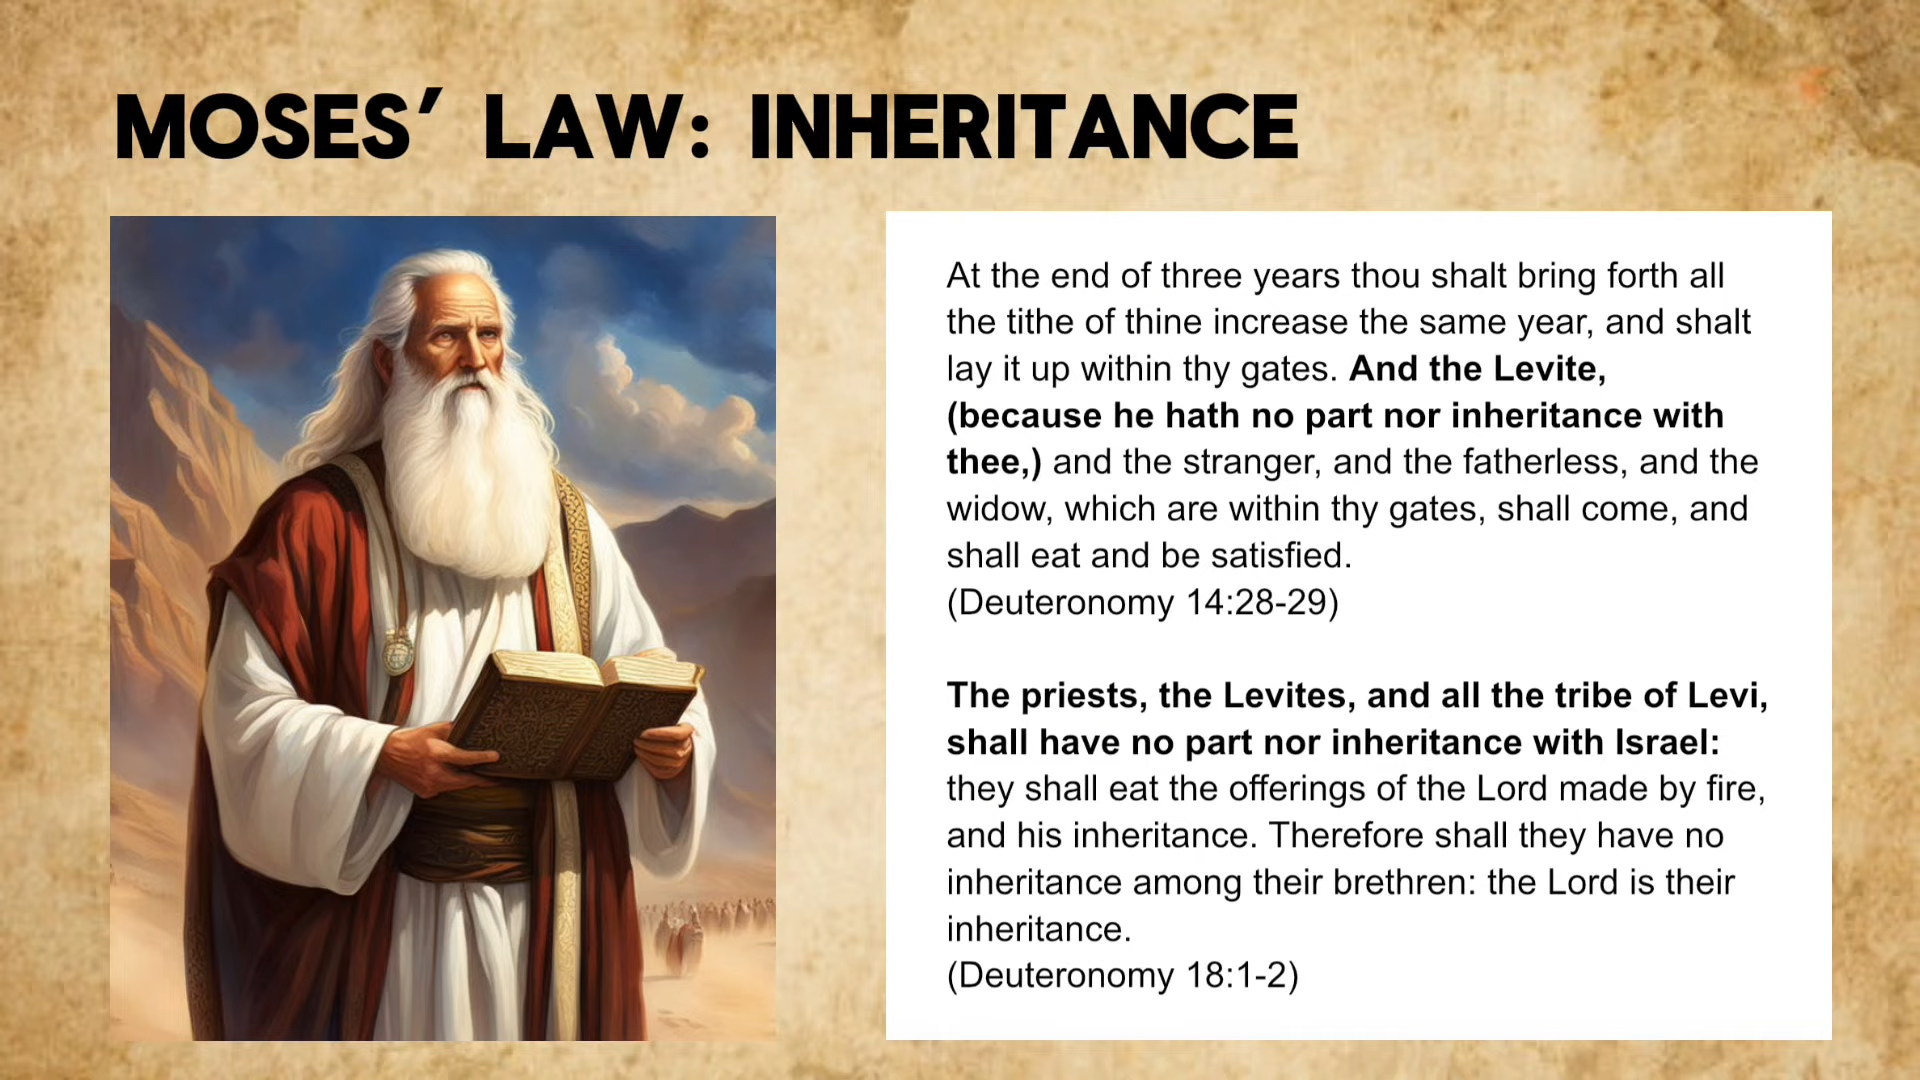 MOSES’ LAW: INHERITANCE
At the end of three years thou shalt bring forth all
the tithe of thine increase the same year, and shalt
lay it up within thy gates. And the Levite,
(because he hath no part nor inheritance with
thee,) and the stranger, and the fatherless, and the
widow, which are within thy gates, shall come, and
shall eat and be satisfied.
(Deuteronomy 14:28-29)
The priests, the Levites, and all the tribe of Levi,
shall have no part nor inheritance with Israel:
they shall eat the offerings of the Lord made by fire,
and his inheritance. Therefore shall they have no
inheritance among their brethren: the Lord is their
inheritance.
(Deuteronomy 18:1-2)